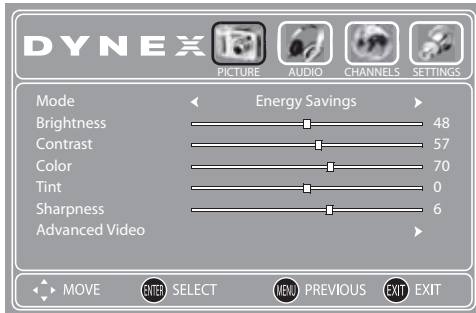 DYNEX
PICTURE AUDIO CHANNELS SETTINGS
Mode Energy Savings
Brightness 48
Contrast 57
Color 70
Tint 0
Sharpness 6
Advanced Video
MOVE ENTER SELECT MENU PREVIOUS EXIT EXIT